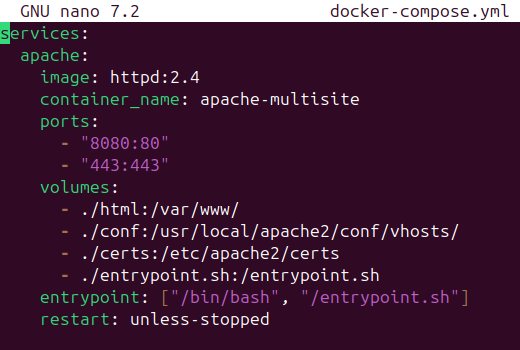 GNU nano 7.2 docker-compose.yml
services:
  apache:
    image: httpd:2.4
    container_name: apache-multisite
    ports:
      - "8080:80"
      - "443:443"
    volumes:
      - ./html:/var/www/
      - ./conf:/usr/local/apache2/conf/vhosts/
      - ./certs:/etc/apache2/certs
      - ./entrypoint.sh:/entrypoint.sh
    entrypoint: ["/bin/bash", "/entrypoint.sh"]
    restart: unless-stopped